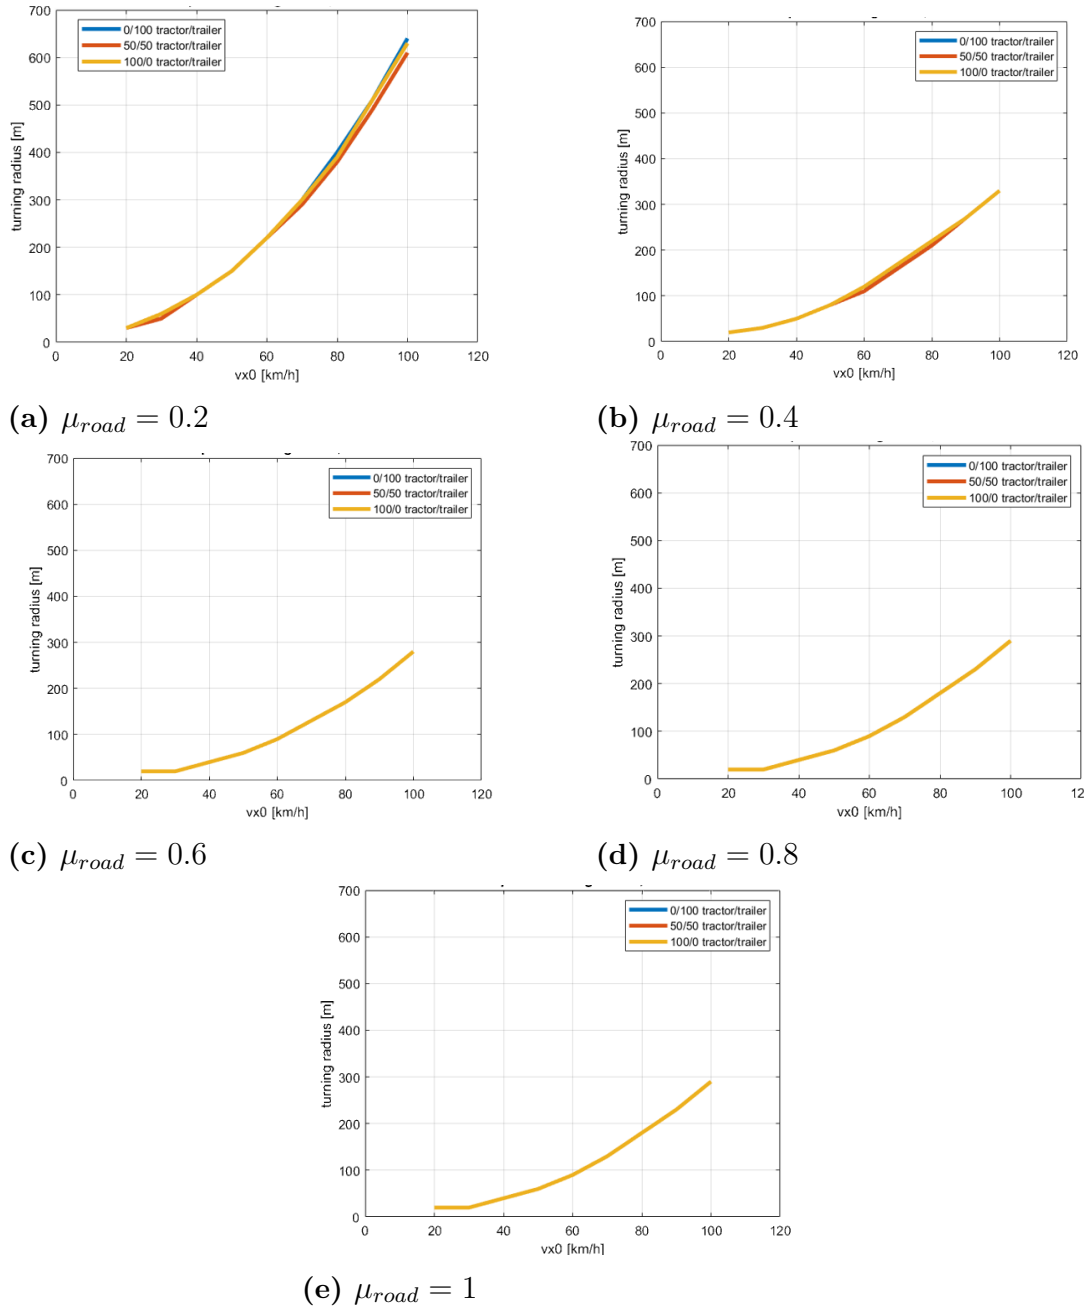 700
600
500
400
300
200
100
0
0/100 tractor/trailer
50/50 tractor/trailer
100/0 tractor/trailer
turning radius [m]
0 20 40 60 80 100 120
vx0 [km/h]
(a) μ_road = 0.2
700
600
500
400
300
200
100
0
0/100 tractor/trailer
50/50 tractor/trailer
100/0 tractor/trailer
turning radius [m]
0 20 40 60 80 100 120
vx0 [km/h]
(b) μ_road = 0.4
700
600
500
400
300
200
100
0
0/100 tractor/trailer
50/50 tractor/trailer
100/0 tractor/trailer
turning radius [m]
0 20 40 60 80 100 120
vx0 [km/h]
(c) μ_road = 0.6
700
600
500
400
300
200
100
0
0/100 tractor/trailer
50/50 tractor/trailer
100/0 tractor/trailer
turning radius [m]
0 20 40 60 80 100 120
vx0 [km/h]
(d) μ_road = 0.8
700
600
500
400
300
200
100
0
0/100 tractor/trailer
50/50 tractor/trailer
100/0 tractor/trailer
turning radius [m]
0 20 40 60 80 100 120
vx0 [km/h]
(e) μ_road = 1